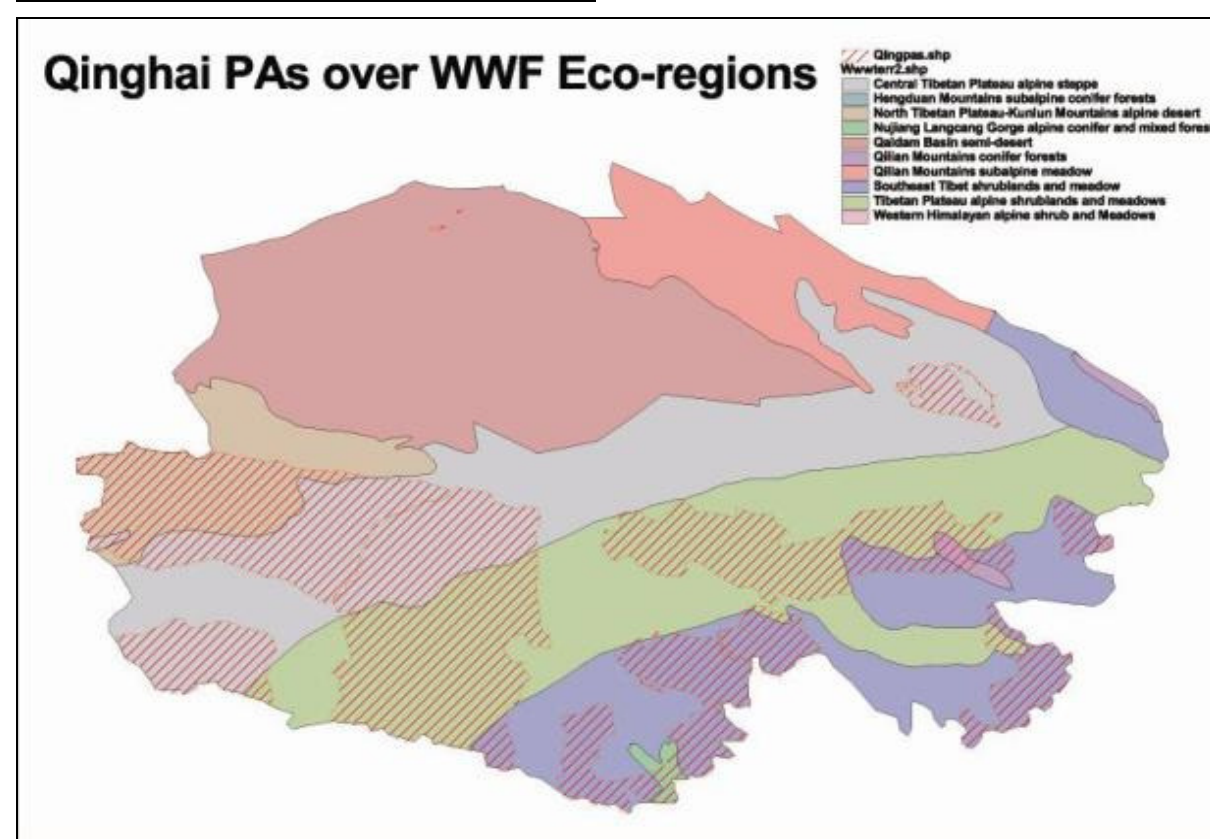 Qinghai PAs over WWF Eco-regions
Qingpas.shp
Wwwterr2.shp
Central Tibetan Plateau alpine steppe
Hengduan Mountains subalpine conifer forests
North Tibetan Plateau-Kunlun Mountains alpine desert
Nujiang Langcang Gorge alpine conifer and mixed fores
Qaidam Basin semi-desert
Qilian Mountains conifer forests
Qilian Mountains subalpine meadow
Southeast Tibet shrublands and meadow
Tibetan Plateau alpine shrublands and meadows
Western Himalayan alpine shrub and Meadows